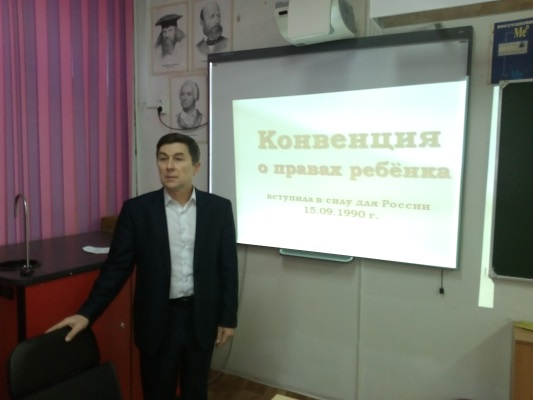 Конвенция
о правах ребёнка
вступила в силу для России
15.09.1990 г.